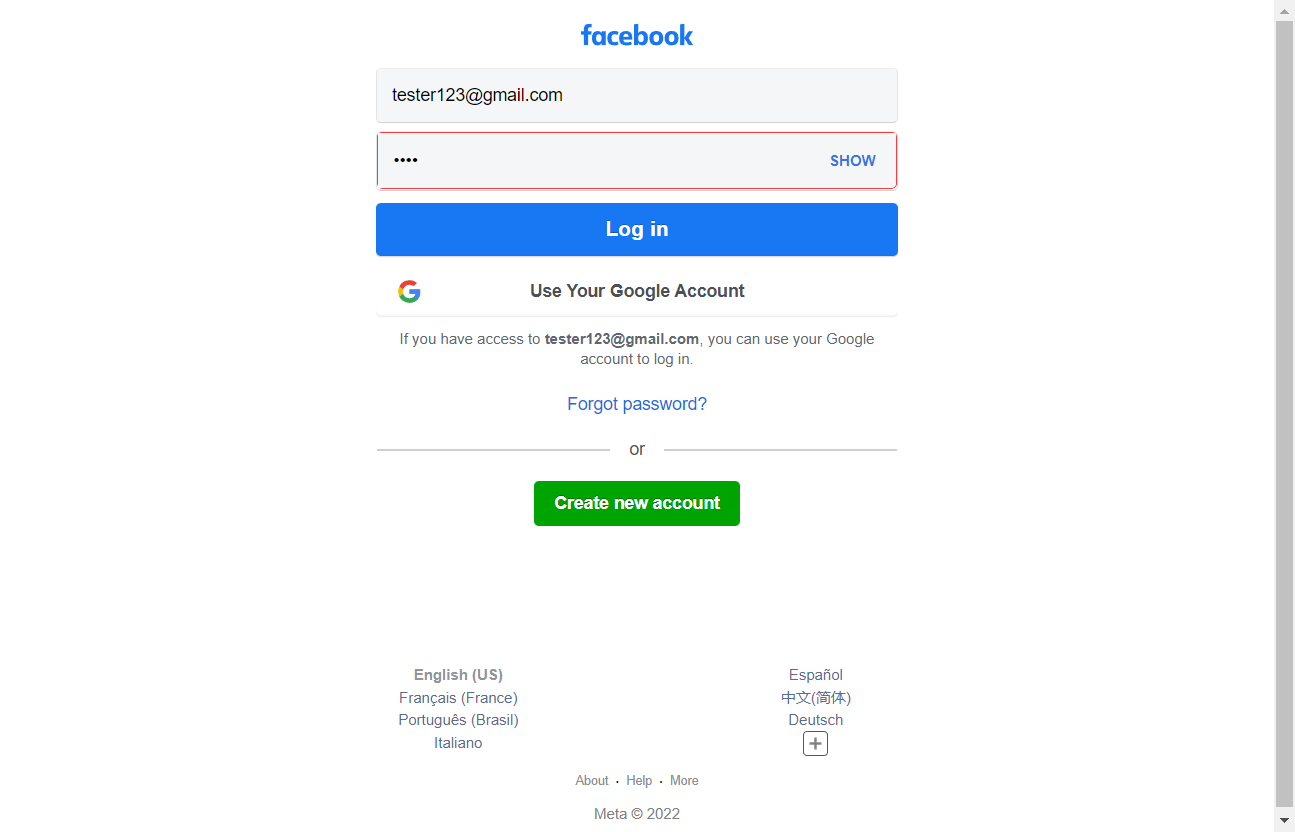 facebook
tester123@gmail.com
•••• SHOW
Log in
Use Your Google Account
If you have access to tester123@gmail.com, you can use your Google
account to log in.
Forgot password?
or
Create new account
English (US) Español
Français (France) 中文(简体)
Português (Brasil) Deutsch
Italiano
About · Help · More
Meta © 2022